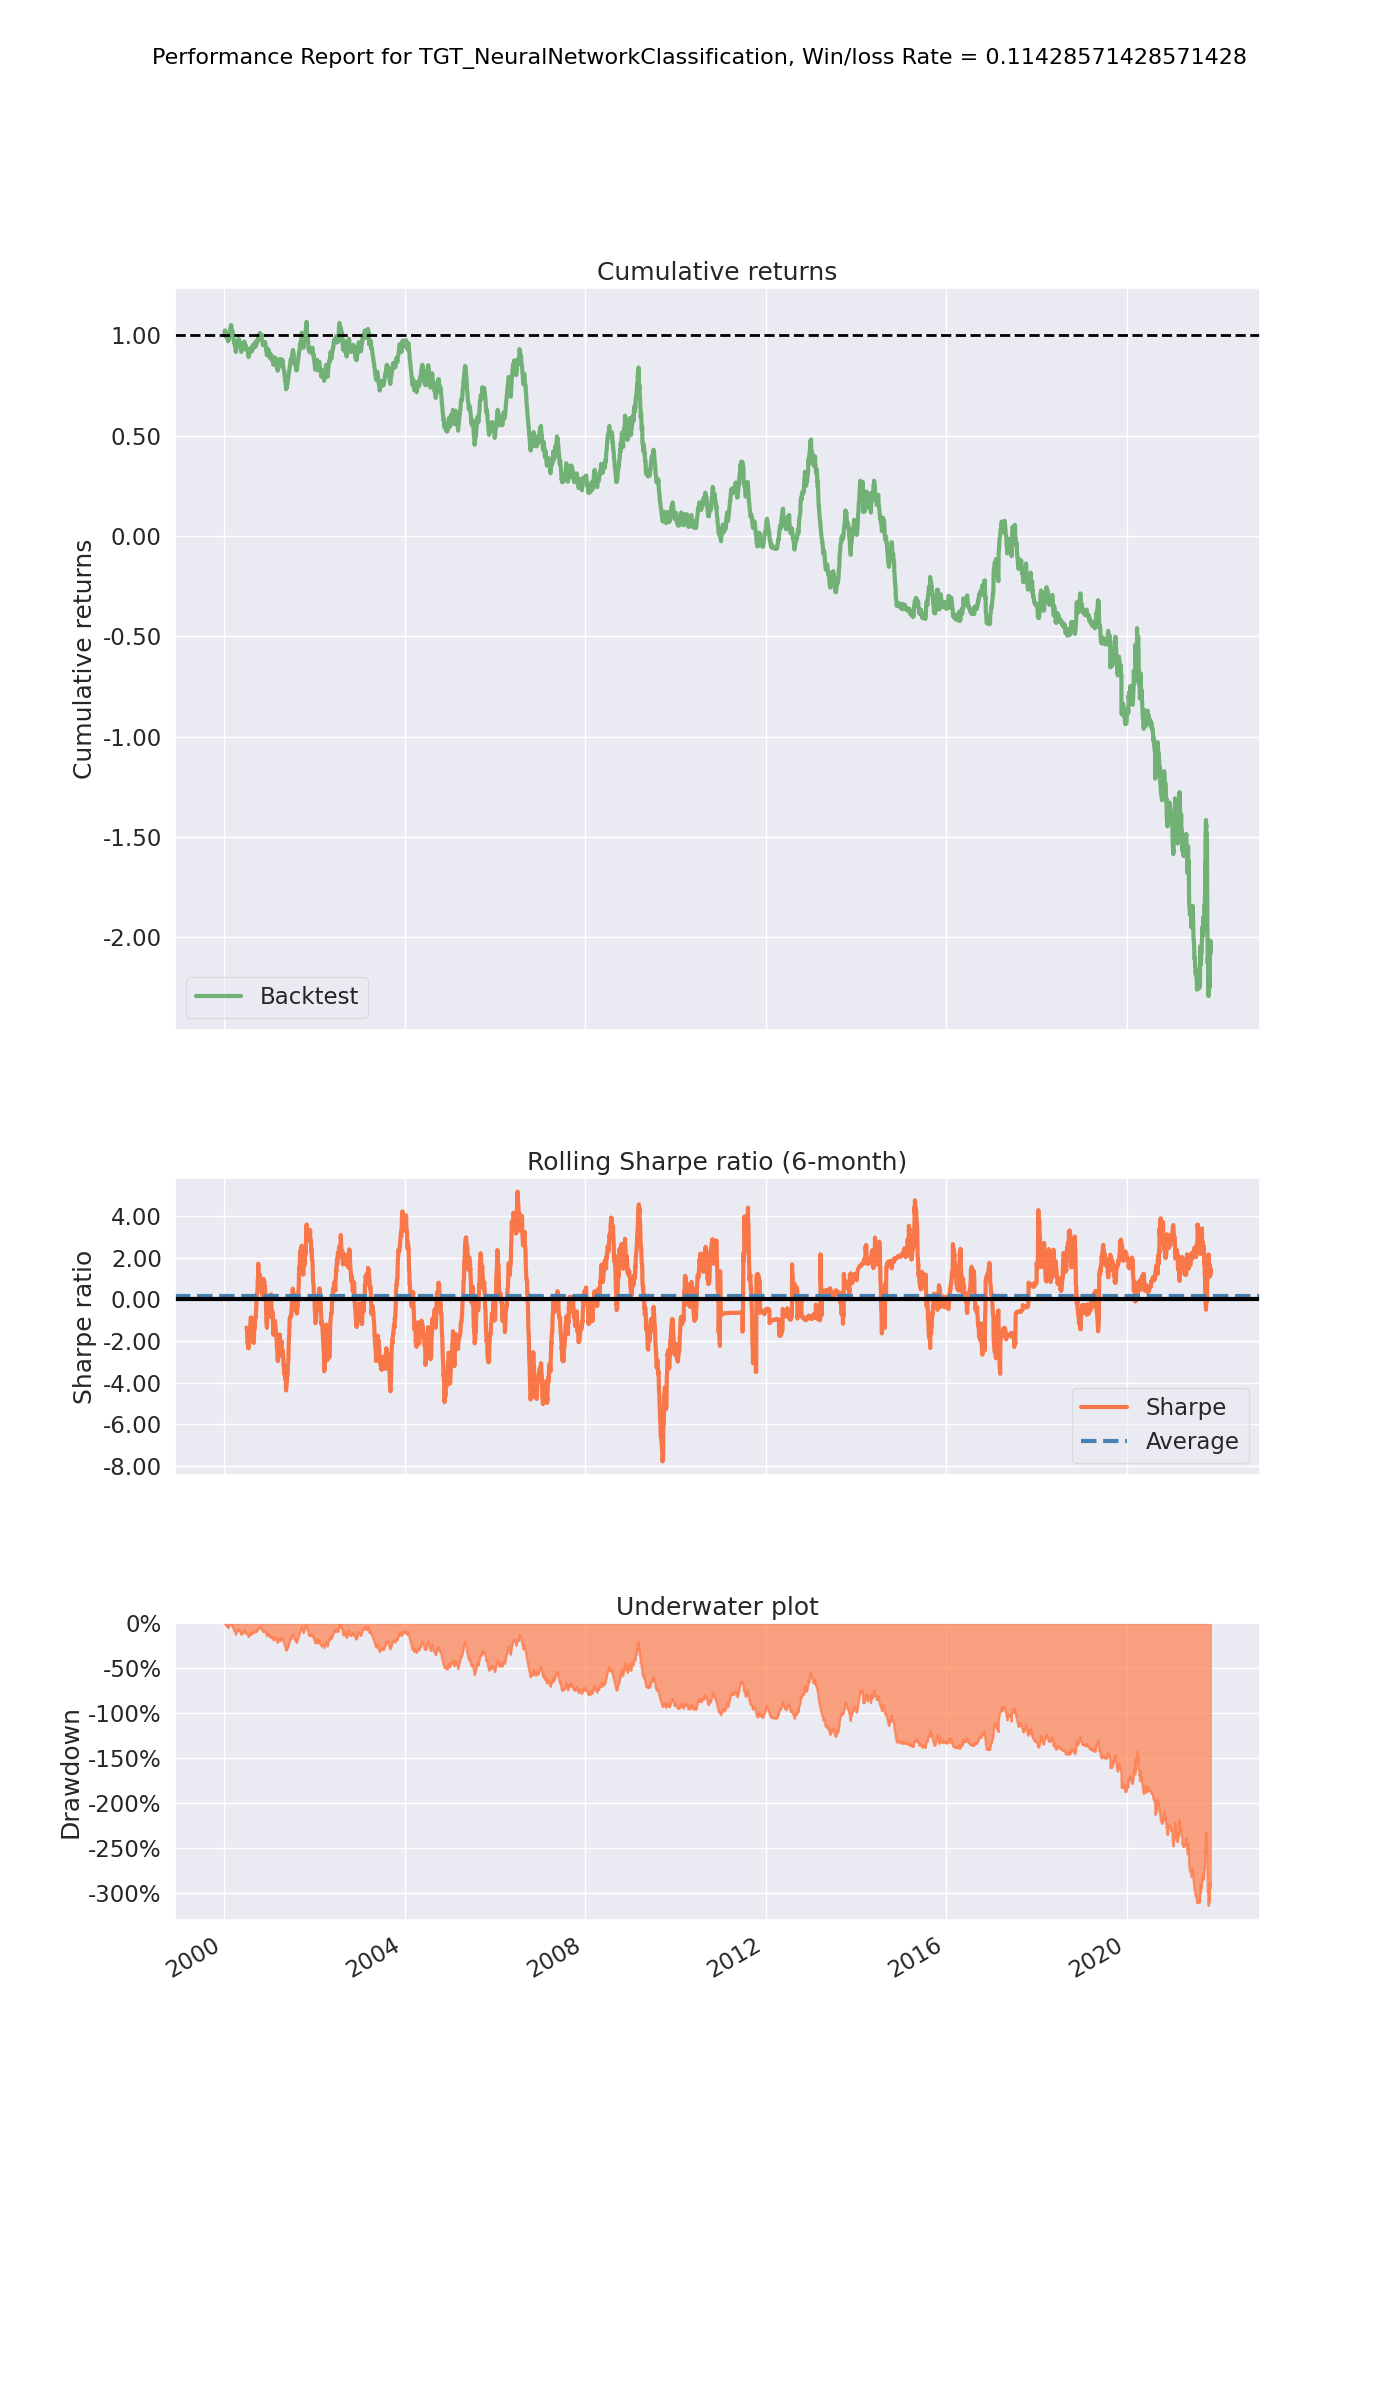 Performance Report for TGT_NeuralNetworkClassification, Win/loss Rate = 0.11428571428571428
Cumulative returns
Cumulative returns
1.00
0.50
0.00
-0.50
-1.00
-1.50
-2.00
Backtest
Rolling Sharpe ratio (6-month)
Sharpe ratio
4.00
2.00
0.00
-2.00
-4.00
-6.00
-8.00
Sharpe
Average
Underwater plot
Drawdown
0%
-50%
-100%
-150%
-200%
-250%
-300%
2000
2004
2008
2012
2016
2020